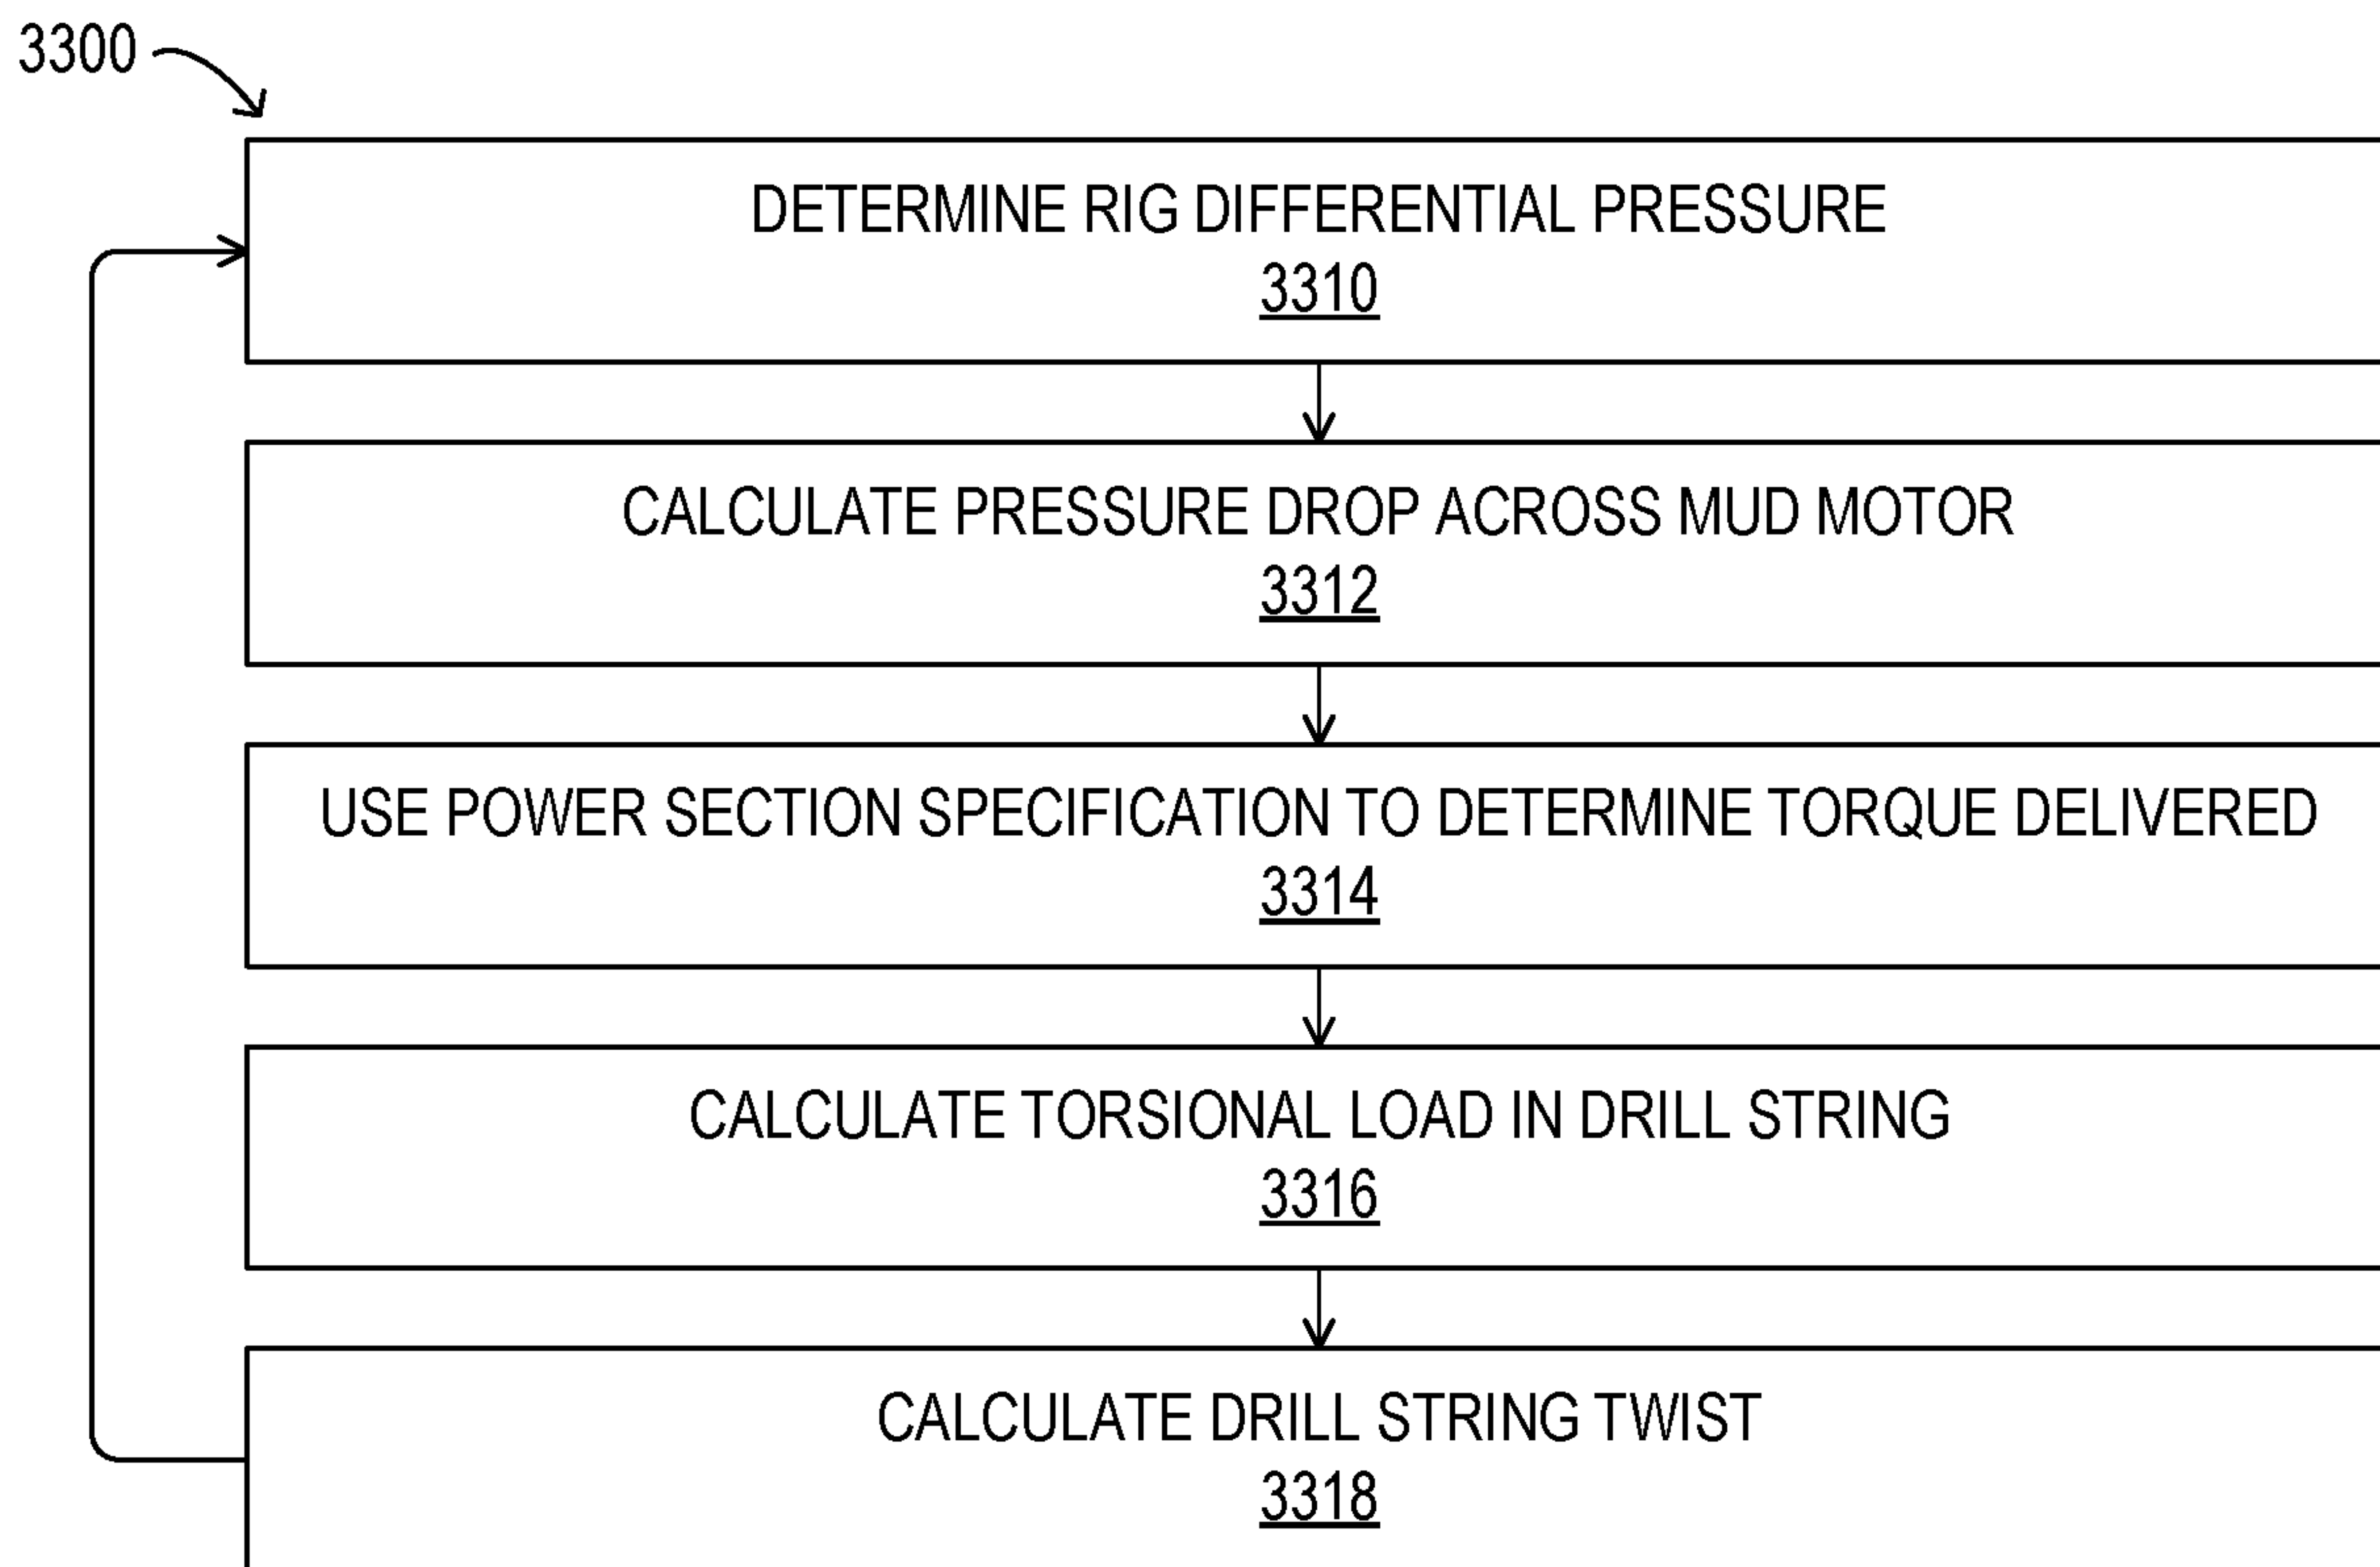 3300
DETERMINE RIG DIFFERENTIAL PRESSURE
3310
CALCULATE PRESSURE DROP ACROSS MUD MOTOR
3312
USE POWER SECTION SPECIFICATION TO DETERMINE TORQUE DELIVERED
3314
CALCULATE TORSIONAL LOAD IN DRILL STRING
3316
CALCULATE DRILL STRING TWIST
3318